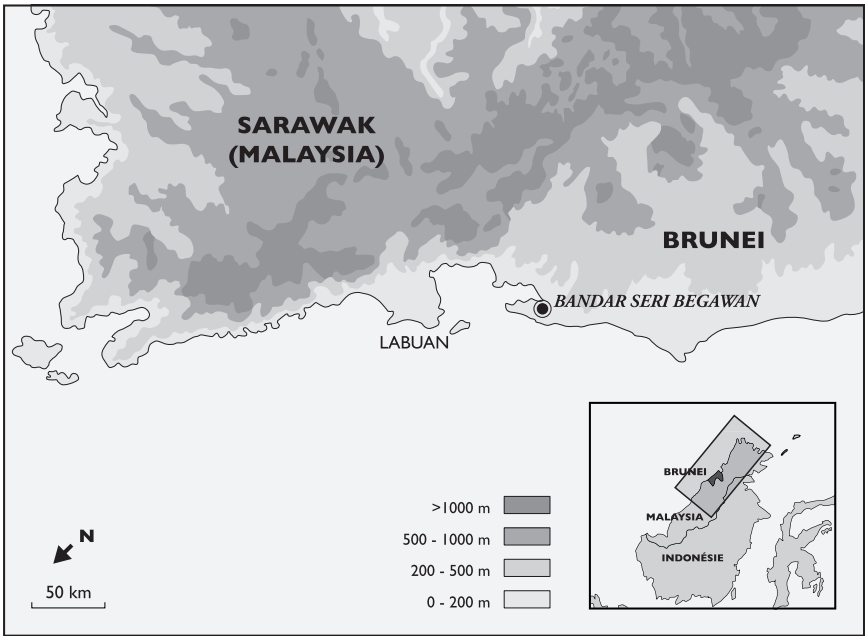 SARAWAK
(MALAYSIA)
BRUNEI
BANDAR SERI BEGAWAN
LABUAN
>1000 m
500 - 1000 m
200 - 500 m
0 - 200 m
N
50 km
BRUNEI
MALAYSIA
INDONÉSIE